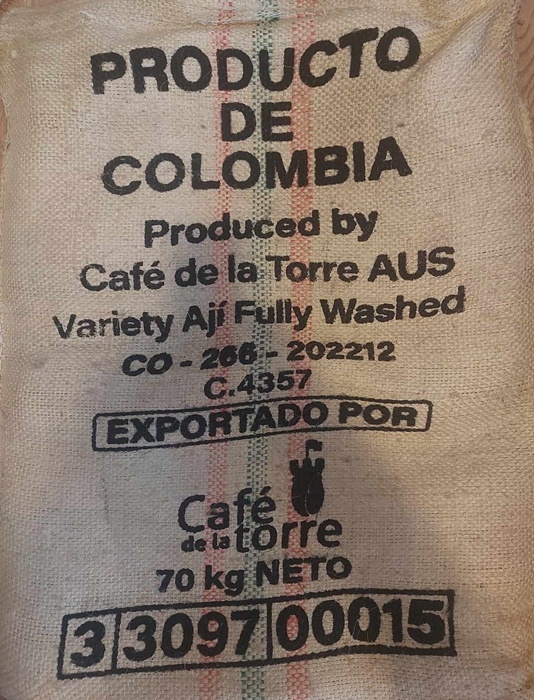 PRODUCTO
DE
COLOMBIA
Produced by
Café de la Torre AUS
Variety Ají Fully Washed
CO - 266 - 202212
C.4357
EXPORTADO POR
Café
de la torre
70 kg NETO
3 3097 00015